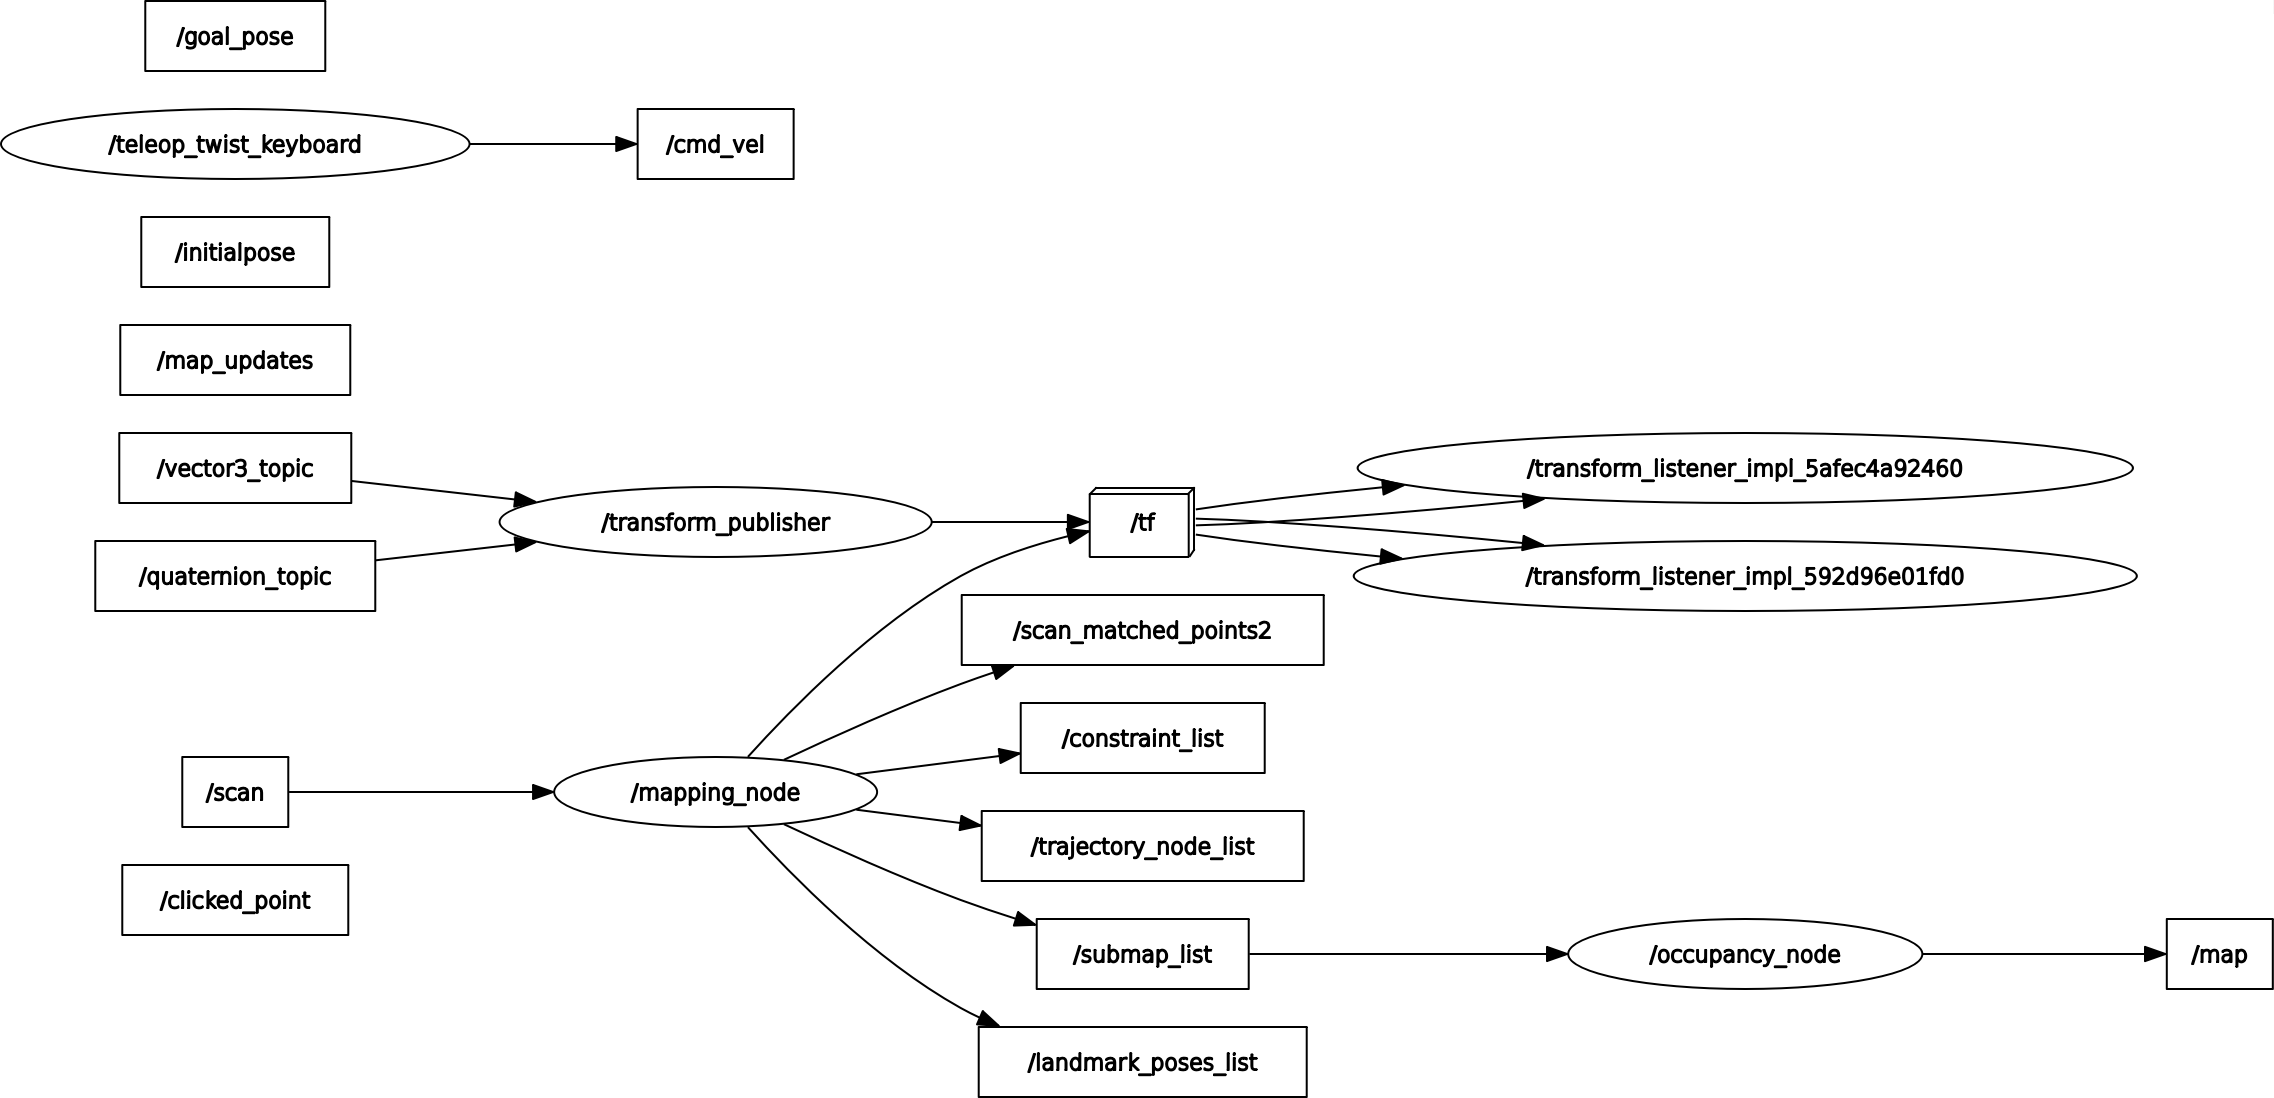 /goal_pose
/teleop_twist_keyboard
/cmd_vel
/initialpose
/map_updates
/vector3_topic
/transform_listener_impl_5afec4a92460
/transform_publisher
/tf
/quaternion_topic
/transform_listener_impl_592d96e01fd0
/scan_matched_points2
/constraint_list
/scan
/mapping_node
/trajectory_node_list
/clicked_point
/submap_list
/occupancy_node
/map
/landmark_poses_list